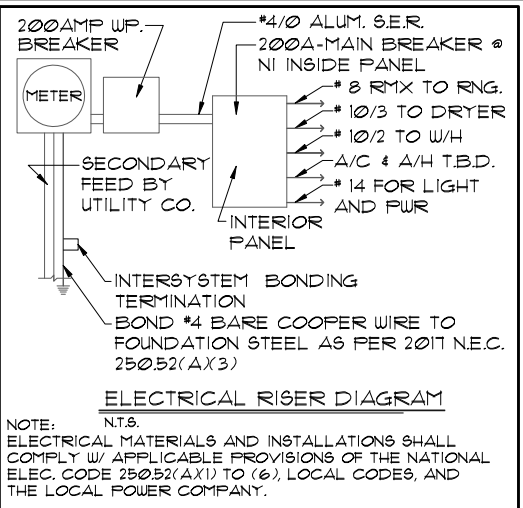 200AMP WP.
BREAKER
#4/0 ALUM. S.E.R.
200A-MAIN BREAKER @
NI INSIDE PANEL
METER
# 8 RMX TO RNG.
# 10/3 TO DRYER
# 10/2 TO W/H
A/C & A/H T.B.D.
# 14 FOR LIGHT
AND PWR
SECONDARY
FEED BY
UTILITY CO.
INTERIOR
PANEL
INTERSYSTEM BONDING
TERMINATION
BOND #4 BARE COOPER WIRE TO
FOUNDATION STEEL AS PER 2017 N.E.C.
250.52(A)(3)
ELECTRICAL RISER DIAGRAM
N.T.S.
NOTE:
ELECTRICAL MATERIALS AND INSTALLATIONS SHALL
COMPLY W/ APPLICABLE PROVISIONS OF THE NATIONAL
ELEC. CODE 250.52(A)(1) TO (6), LOCAL CODES, AND
THE LOCAL POWER COMPANY.